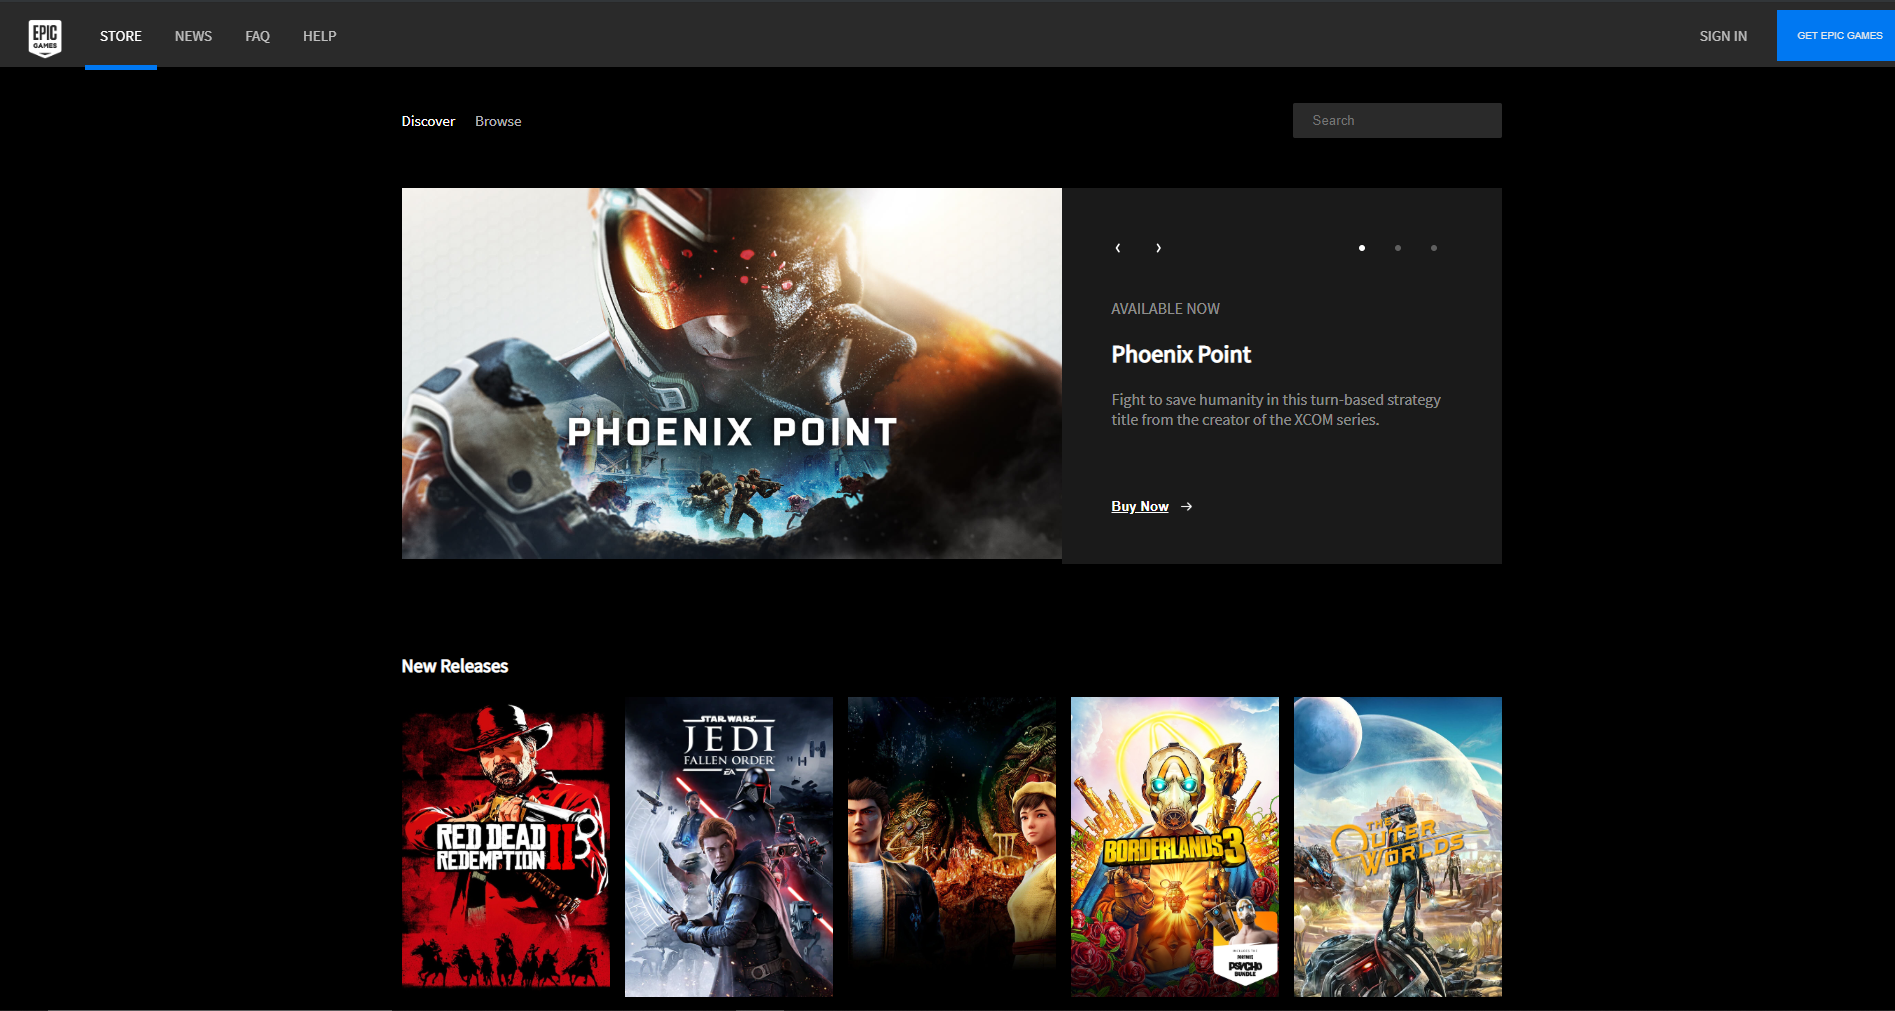 EPIC
GAMES
STORE
NEWS
FAQ
HELP
SIGN IN
GET EPIC GAMES
Discover
Browse
Search
PHOENIX POINT
AVAILABLE NOW
Phoenix Point
Fight to save humanity in this turn-based strategy
title from the creator of the XCOM series.
Buy Now →
New Releases
RED DEAD
REDEMPTION II
STAR WARS
JEDI
FALLEN ORDER
EA
III
BORDERLANDS 3
PSYCHO
BUNDLE
THE
OUTER
WORLDS